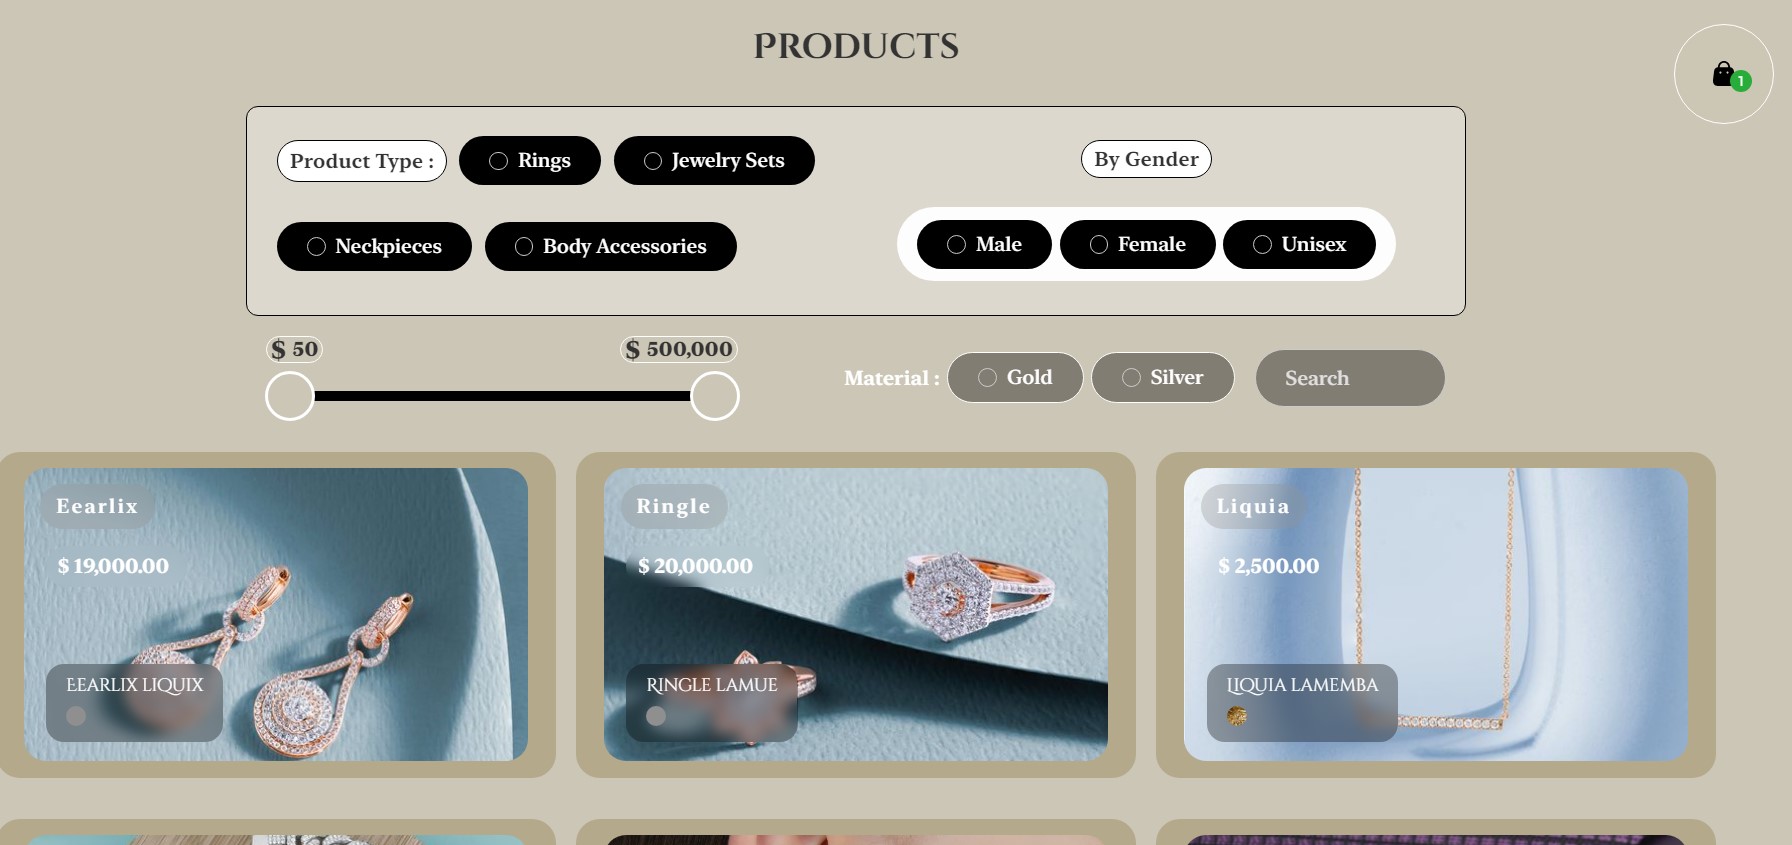 PRODUCTS
1
Product Type :
Rings
Jewelry Sets
By Gender
Neckpieces
Body Accessories
Male
Female
Unisex
$ 50
$ 500,000
Material :
Gold
Silver
Search
Eearlix
$ 19,000.00
EEARLIX LIQUIX
Ringle
$ 20,000.00
RINGLE LAMUE
Liquia
$ 2,500.00
LIQUIA LAMEMBA